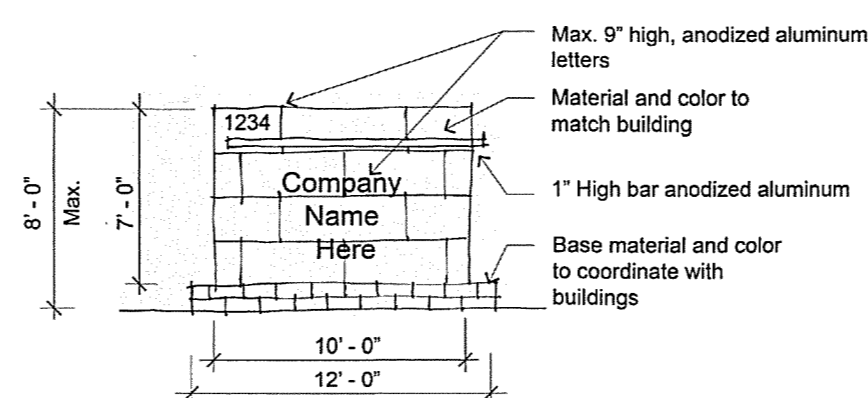 Max. 9" high, anodized aluminum
letters
Material and color to
match building
1" High bar anodized aluminum
Base material and color
to coordinate with
buildings
1234
Company
Name
Here
8' - 0"
Max.
7' - 0"
10' - 0"
12' - 0"